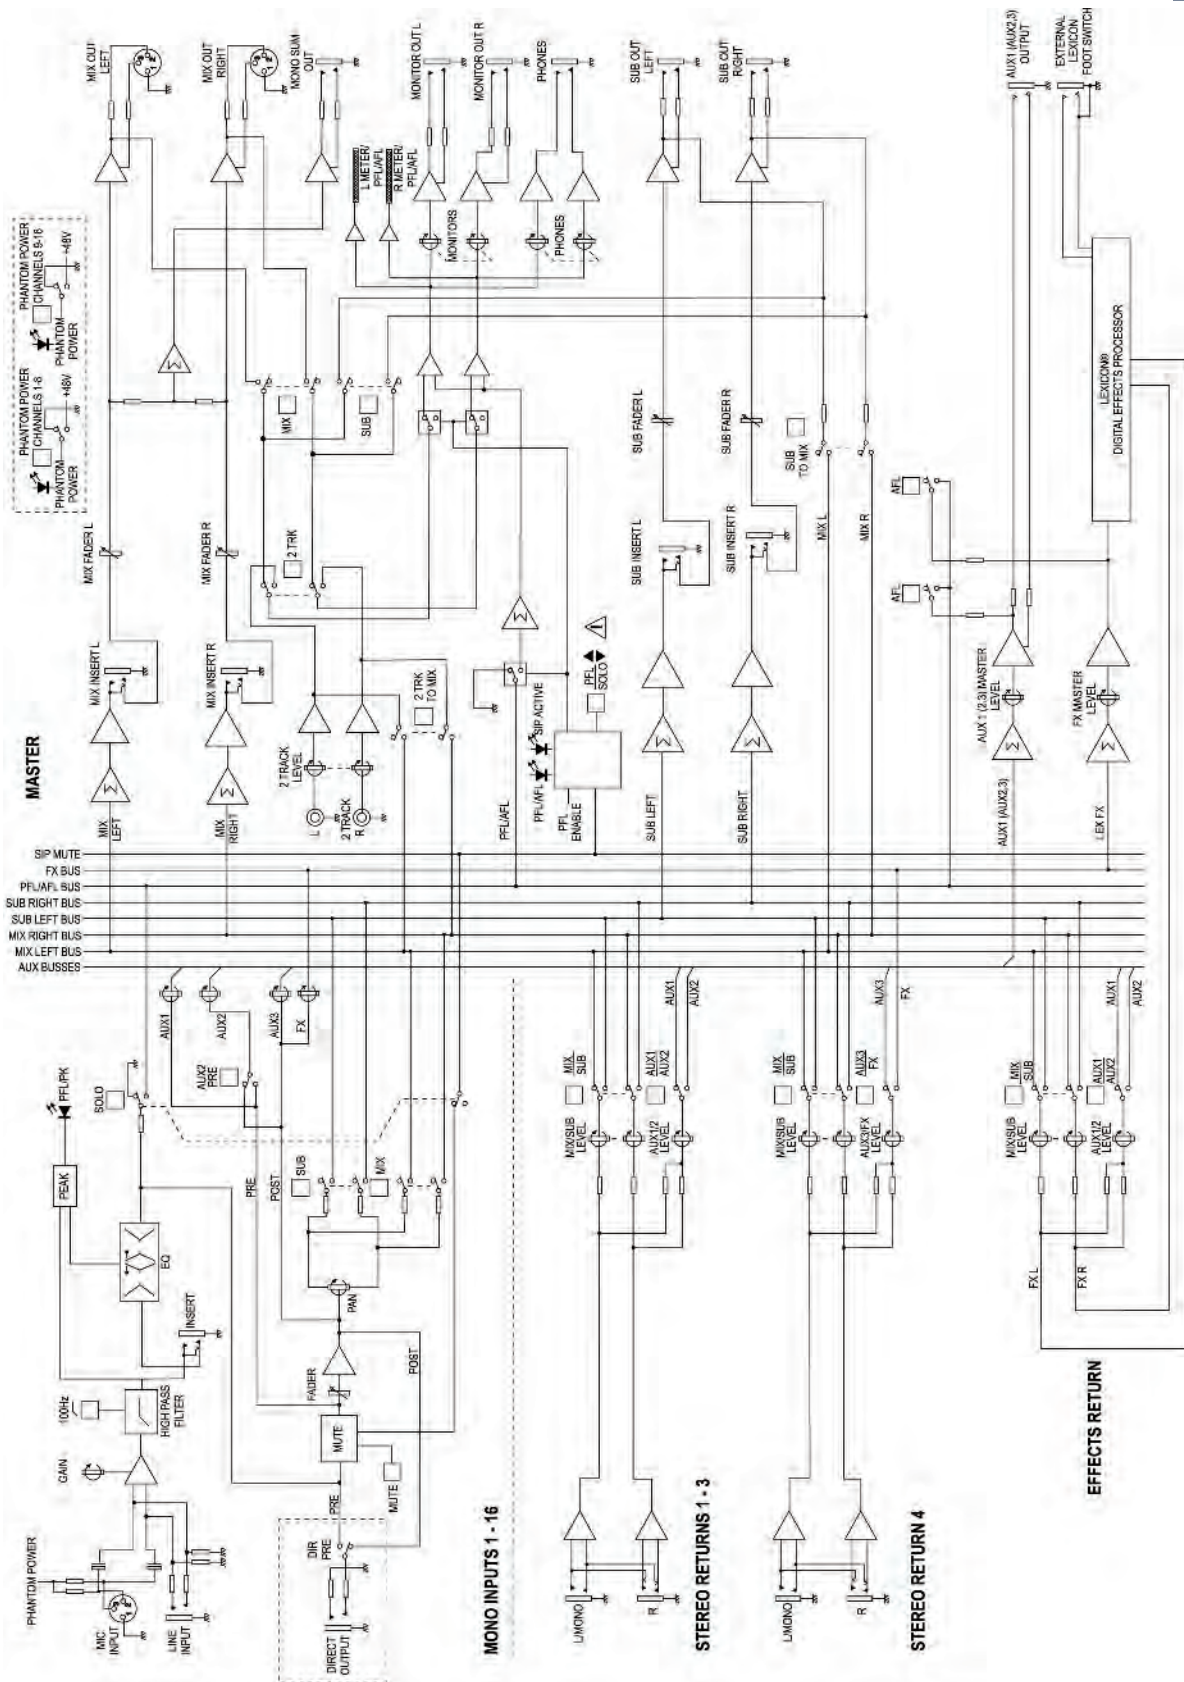 MIX OUT
LEFT
MIX OUT
RIGHT
MONO SUM
OUT
MONITOR OUT L
MONITOR OUT R
PHONES
SUB OUT
LEFT
SUB OUT
RIGHT
AUX1 (AUX2,3)
OUTPUT
EXTERNAL
LEXICON
FOOT SWITCH
L METER/
PFL/AFL
R METER/
PFL/AFL
MONITORS
PHONES
PHANTOM POWER
CHANNELS 9-16
+48V
PHANTOM
POWER
PHANTOM POWER
CHANNELS 1-8
+48V
PHANTOM
POWER
Σ
MIX
SUB
SUB FADER L
SUB FADER R
SUB
TO MIX
LEXICON®
DIGITAL EFFECTS PROCESSOR
MIX FADER L
MIX FADER R
2 TRK
SUB INSERT L
SUB INSERT R
MIX L
MIX R
AFL
AFL
MIX INSERT L
MIX INSERT R
Σ
2 TRK
TO MIX
PFL
SOLO
SIP ACTIVE
PFL/AFL
PFL
ENABLE
MASTER
Σ
Σ
2 TRACK
LEVEL
L
2 TRACK
R
PFL/AFL
Σ
Σ
AUX 1 (2,3) MASTER
LEVEL
FX MASTER
LEVEL
Σ
Σ
MIX
LEFT
MIX
RIGHT
SUB LEFT
SUB RIGHT
AUX1 (AUX2,3)
LEX FX
SIP MUTE
FX BUS
PFL/AFL BUS
SUB RIGHT BUS
SUB LEFT BUS
MIX RIGHT BUS
MIX LEFT BUS
AUX BUSSES
AUX1
AUX2
AUX3
FX
AUX1
AUX2
AUX3
FX
AUX1
AUX2
PFL/PK
SOLO
AUX2
PRE
MIX
SUB
AUX1
AUX2
MIX
SUB
AUX3
FX
MIX
SUB
AUX1
AUX2
MIX/SUB
LEVEL
AUX1/2
LEVEL
MIX/SUB
LEVEL
AUX3/FX
LEVEL
MIX/SUB
LEVEL
AUX1/2
LEVEL
PEAK
PRE
POST
SUB
MIX
EQ
PAN
FX L
FX R
INSERT
FADER
POST
100Hz
HIGH PASS
FILTER
GAIN
MUTE
MUTE
PRE
DIR
PRE
PHANTOM POWER
MIC
INPUT
LINE
INPUT
DIRECT
OUTPUT
MONO INPUTS 1 - 16
L/MONO
R
STEREO RETURNS 1 - 3
L/MONO
R
STEREO RETURN 4
EFFECTS RETURN